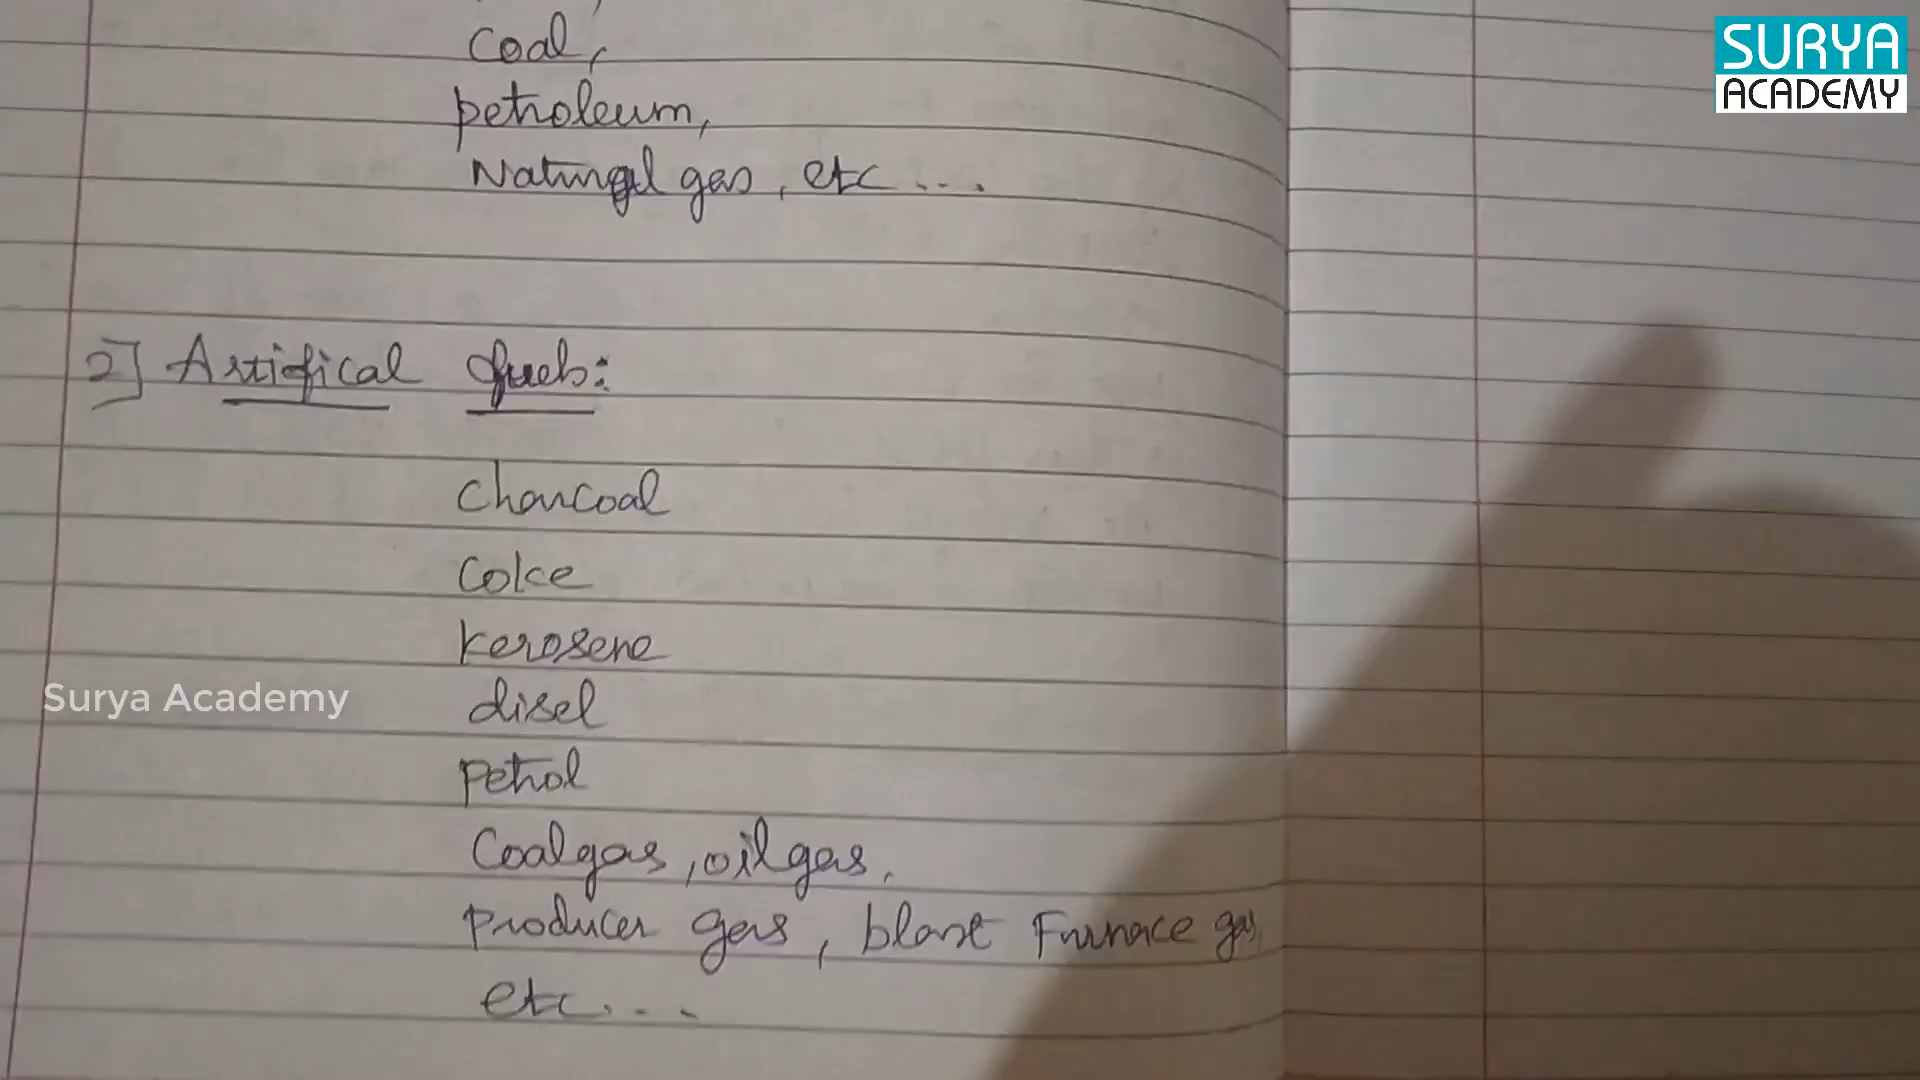 Coal,
petroleum,
Natural gas, etc ...
2] Artifical fuels:
Charcoal
Coke
Kerosene
disel
Petrol
Coalgas, oilgas,
Producer gas, blast Furnace gas,
etc...
SURYA
ACADEMY
Surya Academy